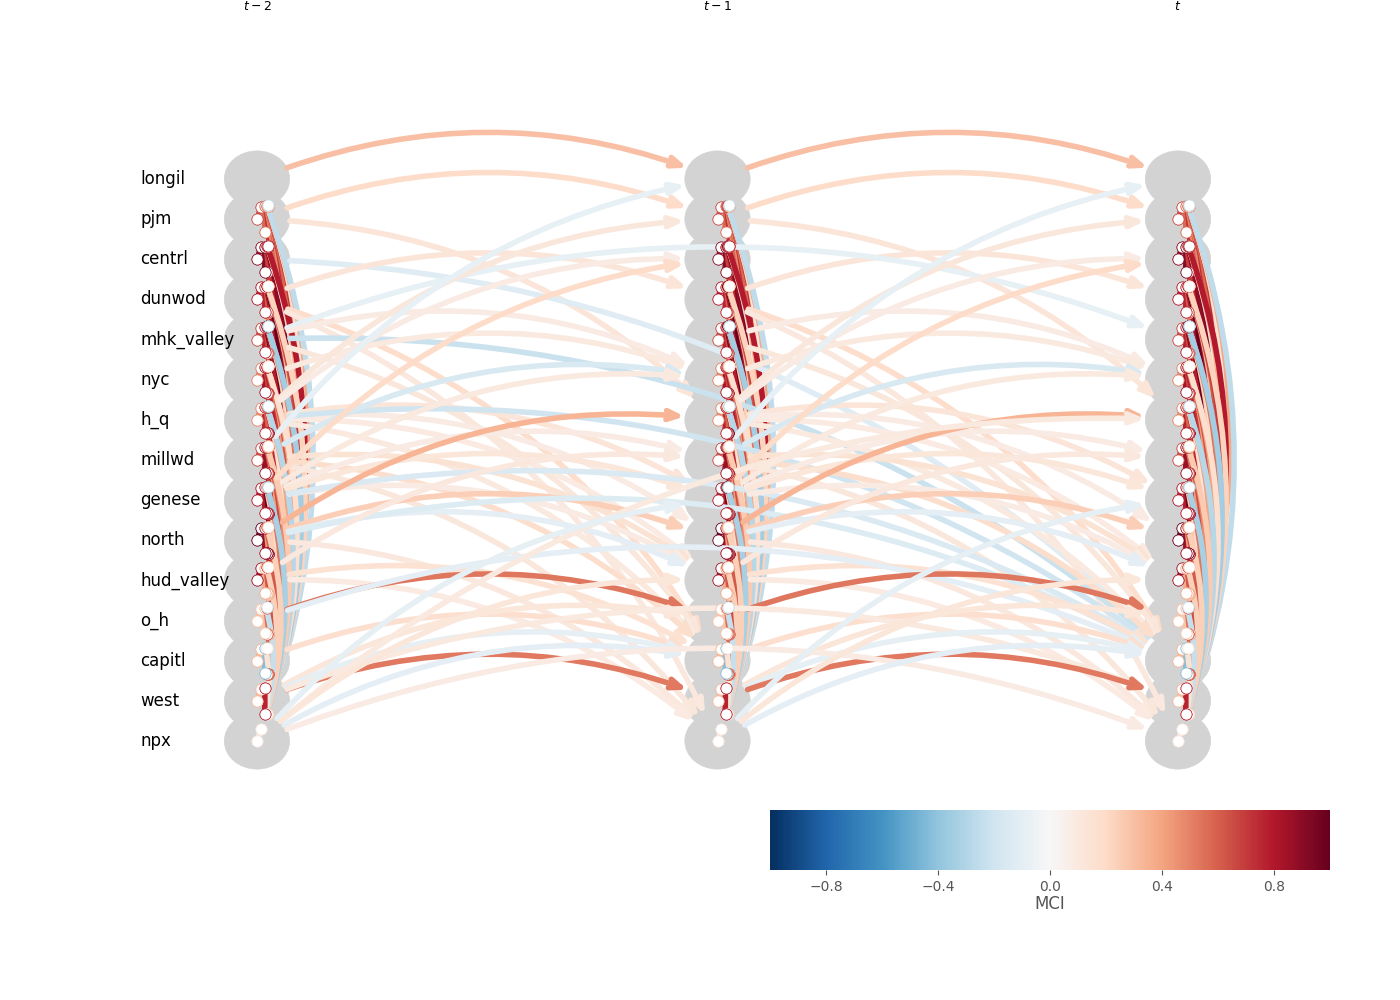 t − 2 t − 1 t
longil
pjm
centrl
dunwod
mhk_valley
nyc
h_q
millwd
genese
north
hud_valley
o_h
capitl
west
npx
−0.8 −0.4 0.0 0.4 0.8
MCI